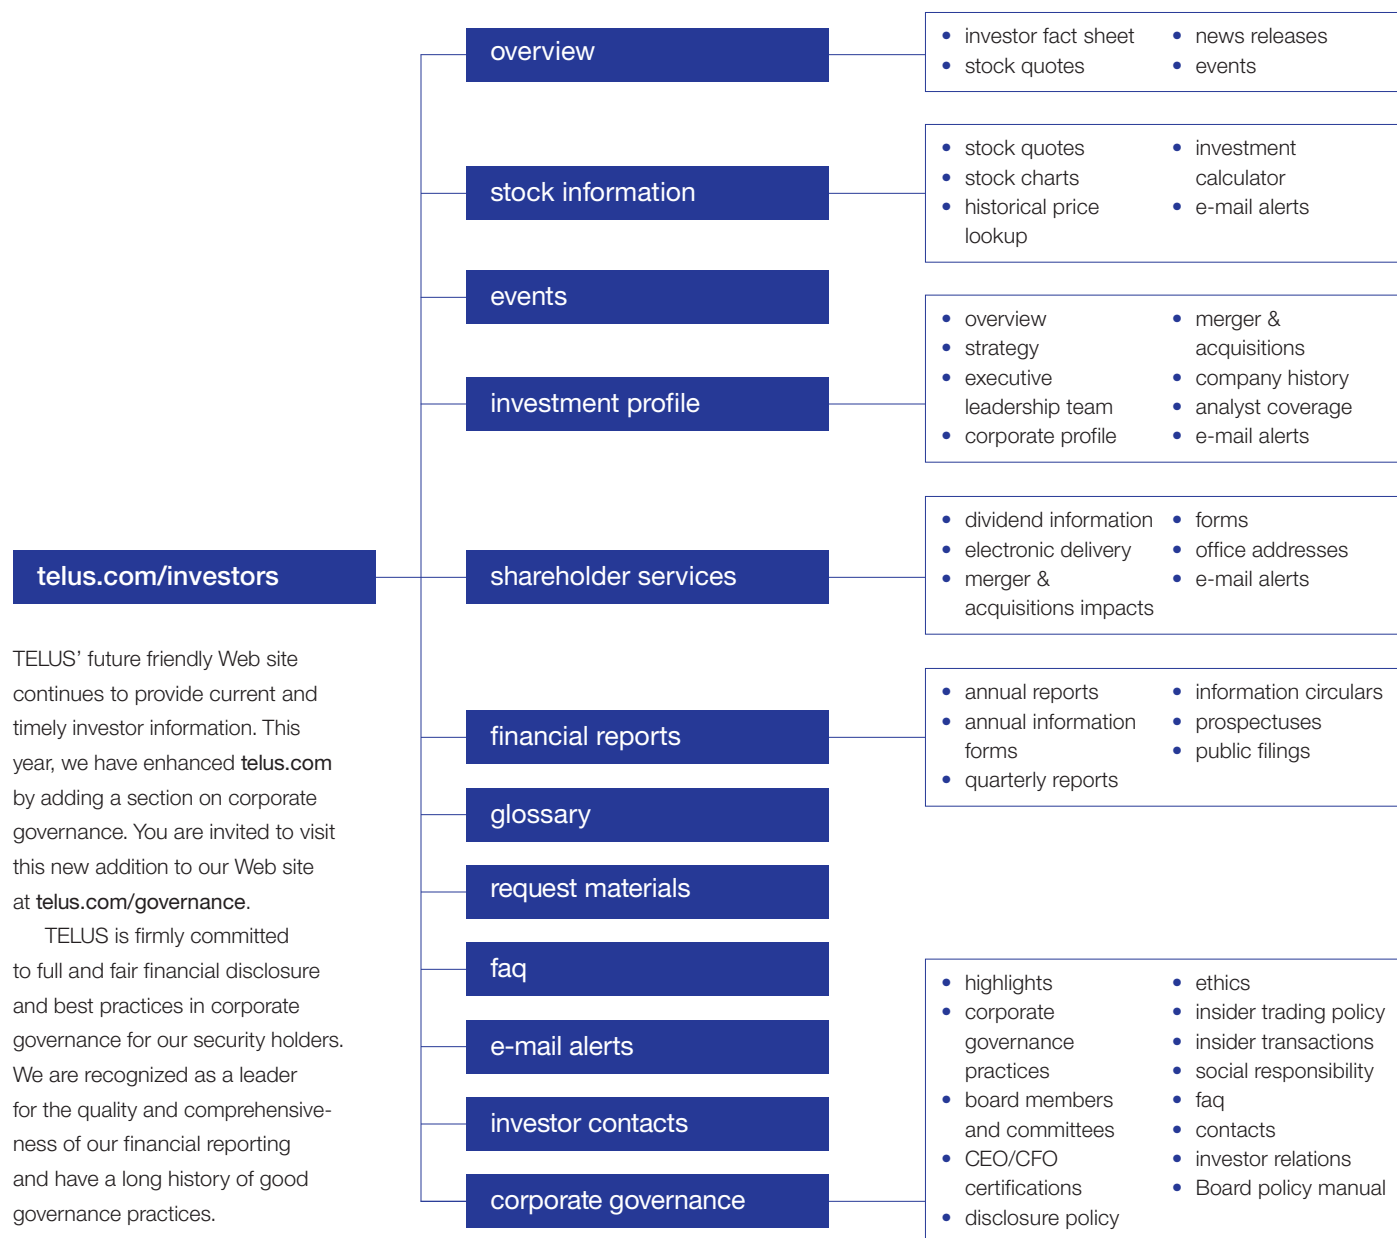 overview
• investor fact sheet
• stock quotes
• news releases
• events
stock information
• stock quotes
• stock charts
• historical price
lookup
• investment
calculator
• e-mail alerts
events
investment profile
• overview
• strategy
• executive
leadership team
• corporate profile
• merger &
acquisitions
• company history
• analyst coverage
• e-mail alerts
telus.com/investors
TELUS’ future friendly Web site
continues to provide current and
timely investor information. This
year, we have enhanced telus.com
by adding a section on corporate
governance. You are invited to visit
this new addition to our Web site
at telus.com/governance.
TELUS is firmly committed
to full and fair financial disclosure
and best practices in corporate
governance for our security holders.
We are recognized as a leader
for the quality and comprehensive-
ness of our financial reporting
and have a long history of good
governance practices.
shareholder services
• dividend information
• electronic delivery
• merger &
acquisitions impacts
• forms
• office addresses
• e-mail alerts
financial reports
• annual reports
• annual information
forms
• quarterly reports
• information circulars
• prospectuses
• public filings
glossary
request materials
faq
e-mail alerts
investor contacts
corporate governance
• highlights
• corporate
governance
practices
• board members
and committees
• CEO/CFO
certifications
• disclosure policy
• ethics
• insider trading policy
• insider transactions
• social responsibility
• faq
• contacts
• investor relations
• Board policy manual